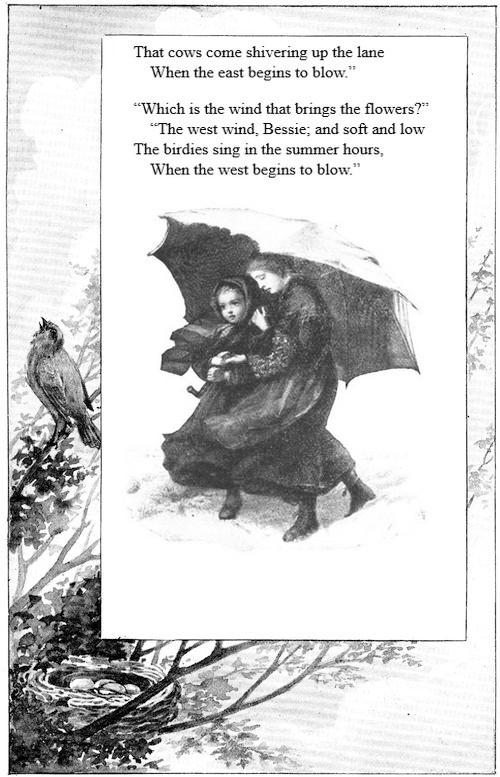 That cows come shivering up the lane
When the east begins to blow.”
“Which is the wind that brings the flowers?”
“The west wind, Bessie; and soft and low
The birdies sing in the summer hours,
When the west begins to blow.”